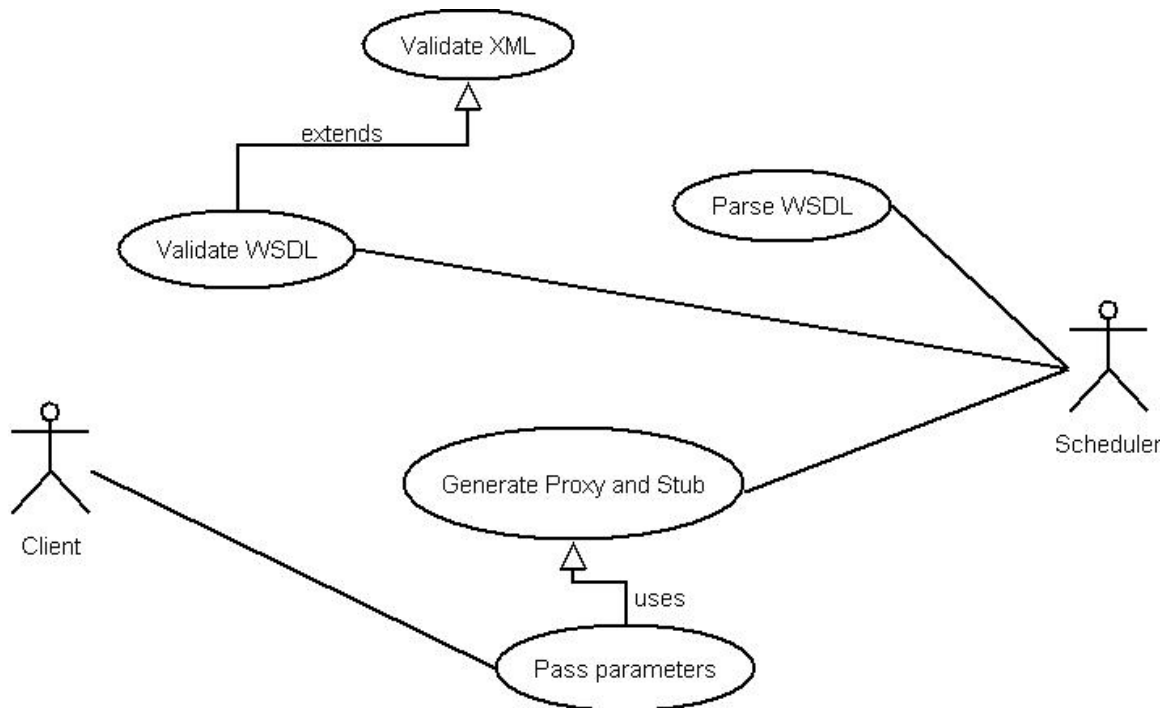 Validate XML
extends
Parse WSDL
Validate WSDL
Scheduler
Generate Proxy and Stub
Client
uses
Pass parameters